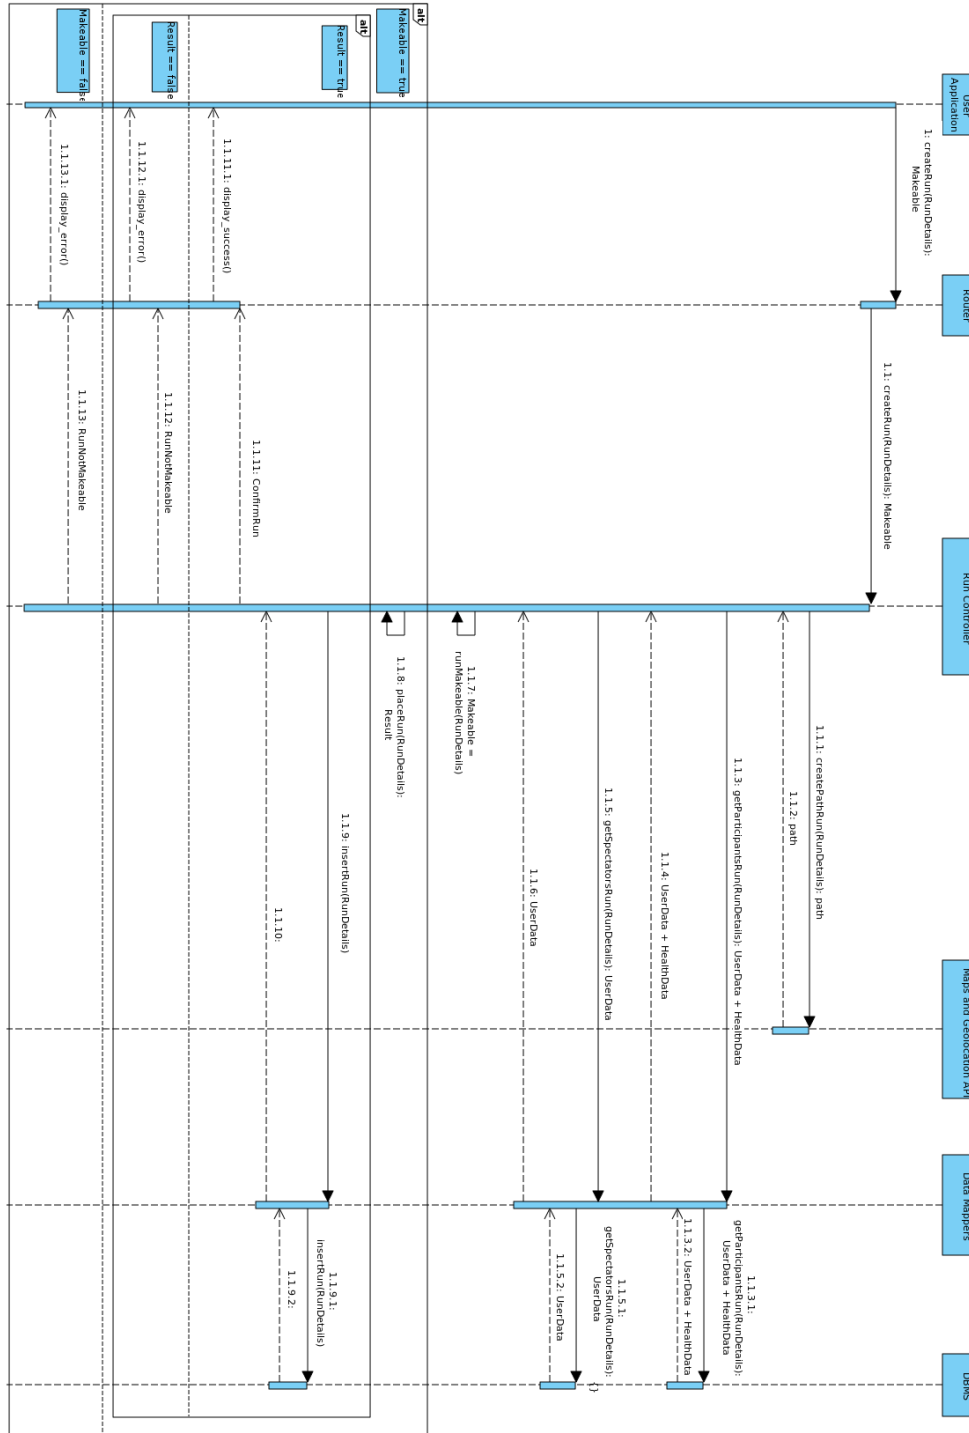 User
Application
Router
Run Controller
Maps and Geolocation API
Data Mappers
DBMS
1: createRun(RunDetails):
Makeable
1.1: createRun(RunDetails): Makeable
1.1.1: createPathRun(RunDetails): path
1.1.2: path
1.1.3: getParticipantsRun(RunDetails): UserData + HealthData
1.1.3.1:
getParticipantsRun(RunDetails):
UserData + HealthData
1.1.3.2: UserData + HealthData
1.1.4: UserData + HealthData
1.1.5: getSpectatorsRun(RunDetails): UserData
1.1.5.1:
getSpectatorsRun(RunDetails):
UserData
{}
1.1.5.2: UserData
1.1.6: UserData
1.1.7: Makeable =
runMakeable(RunDetails)
alt
Makeable == true
1.1.8: placeRun(RunDetails):
Result
alt
Result == true
1.1.9: insertRun(RunDetails)
1.1.9.1:
insertRun(RunDetails)
1.1.9.2:
1.1.10:
1.1.11: ConfirmRun
1.1.11.1: display_success()
Result == false
1.1.12: RunNotMakeable
1.1.12.1: display_error()
Makeable == false
1.1.13: RunNotMakeable
1.1.13.1: display_error()